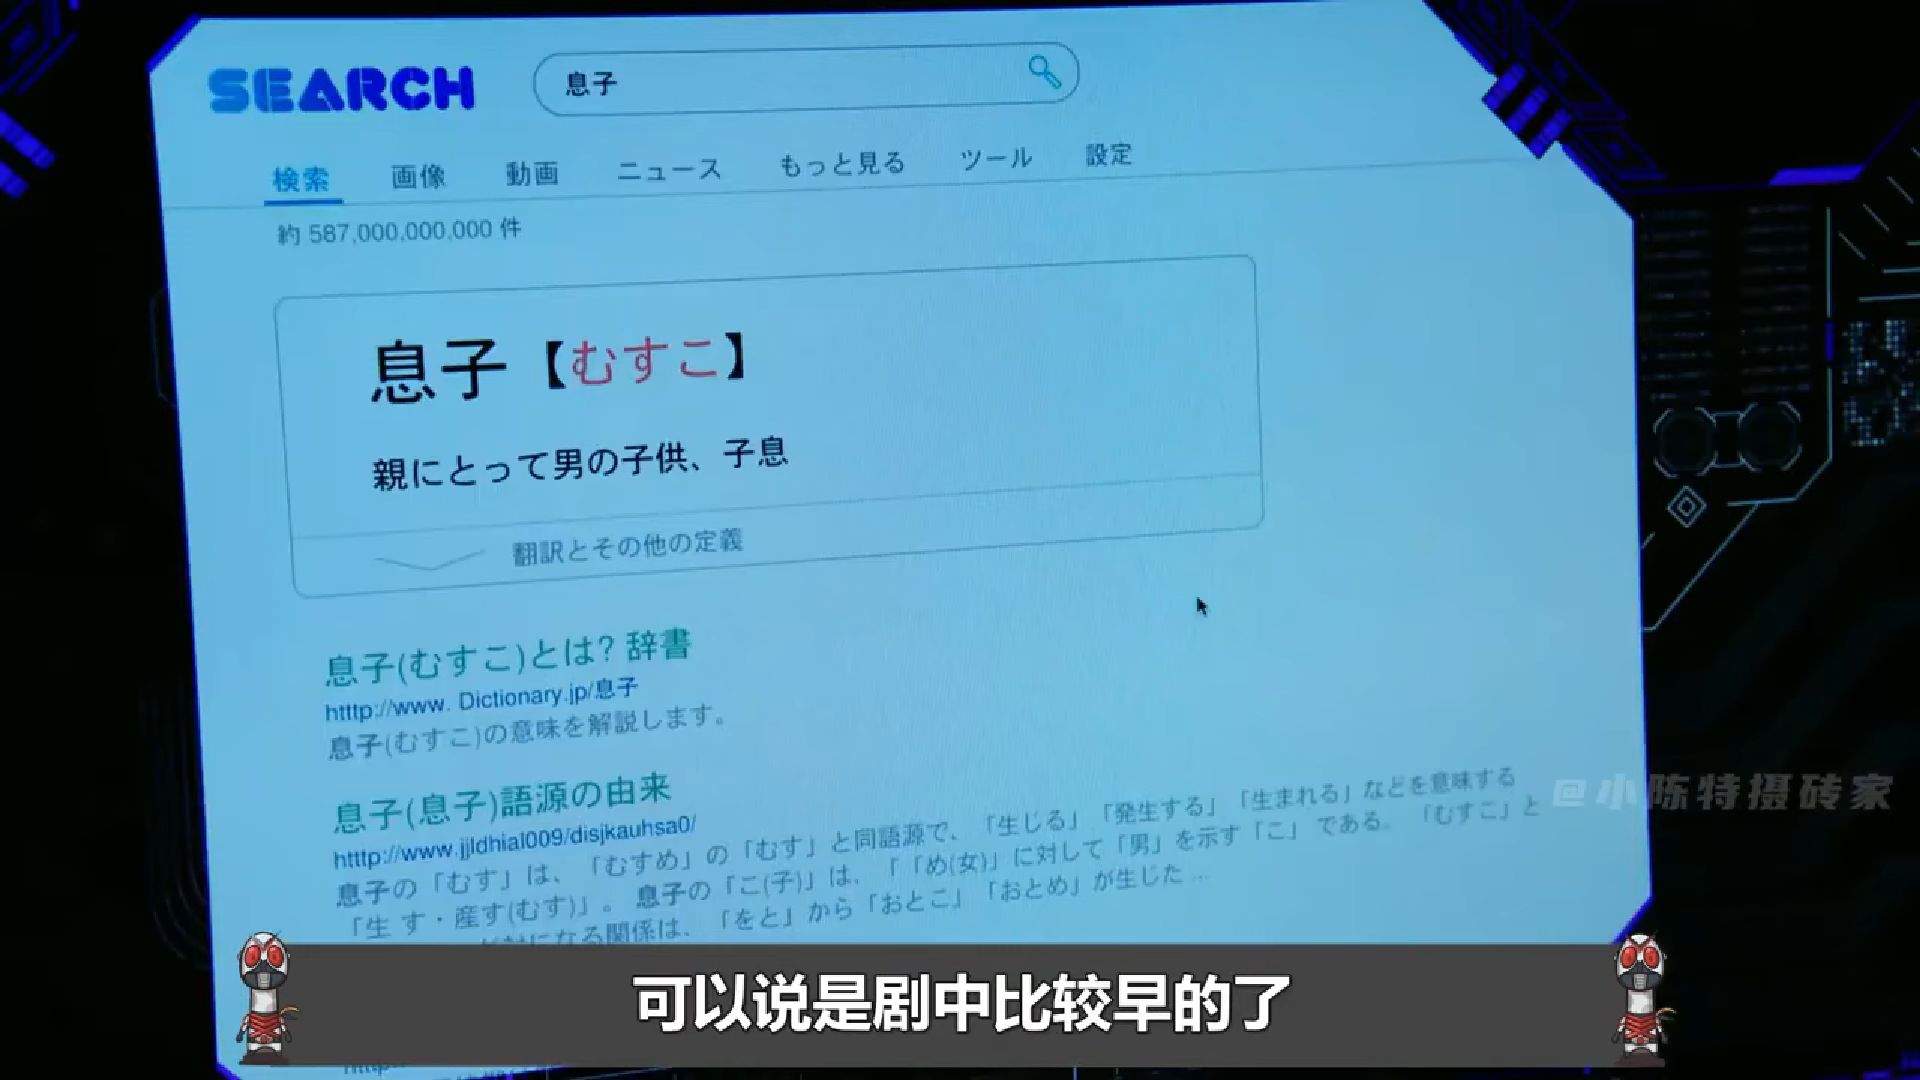 SEARCH
息子
検索 画像 動画 ニュース もっと見る ツール 設定
約 587,000,000,000 件
息子【むすこ】
親にとって男の子供、子息
翻訳とその他の定義
息子(むすこ)とは? 辞書
htttp://www. Dictionary.jp/息子
息子(むすこ)の意味を解説します。
息子(息子)語源の由来
htttp://www.jjldhial009/disjkauhsa0/
息子の「むす」は、「むすめ」の「むす」と同語源で、「生じる」「発生する」「生まれる」などを意味する
「生 す・産す(むす)」。息子の「こ(子)」は、「「め(女)」に対して「男」を示す「こ」である。「むすこ」と
になる関係は、「をと」から「おとこ」「おとめ」が生じた ...
@小陈特摄砖家
可以说是剧中比较早的了